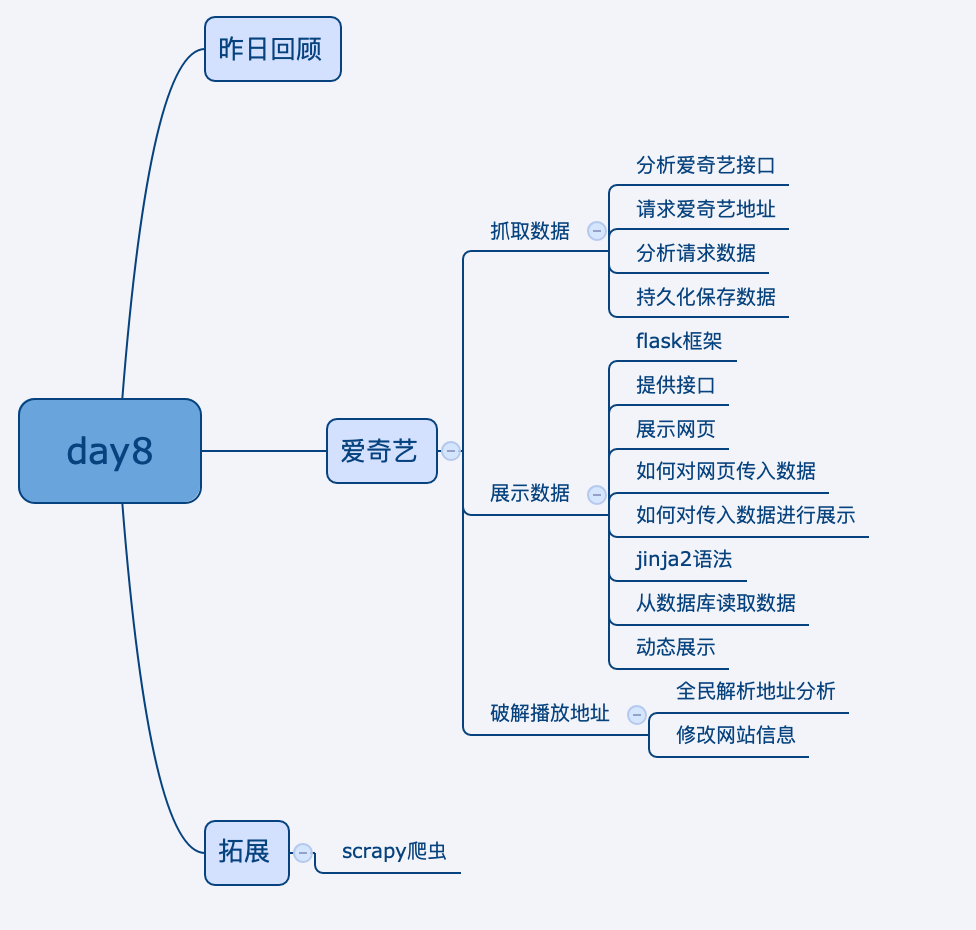 昨日回顾
分析爱奇艺接口
请求爱奇艺地址
抓取数据
分析请求数据
持久化保存数据
flask框架
提供接口
展示网页
day8
爱奇艺
如何对网页传入数据
展示数据
如何对传入数据进行展示
jinja2语法
从数据库读取数据
动态展示
全民解析地址分析
破解播放地址
修改网站信息
拓展
scrapy爬虫